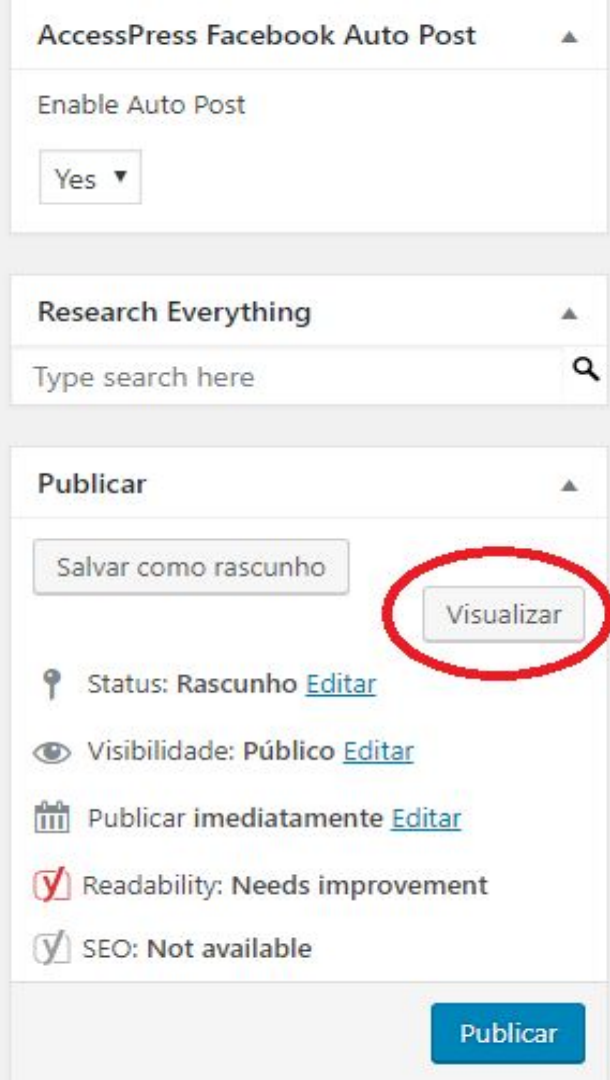 AccessPress Facebook Auto Post
Enable Auto Post
Yes
Research Everything
Type search here
Publicar
Salvar como rascunho
Visualizar
Status: Rascunho Editar
Visibilidade: Público Editar
Publicar imediatamente Editar
Readability: Needs improvement
SEO: Not available
Publicar